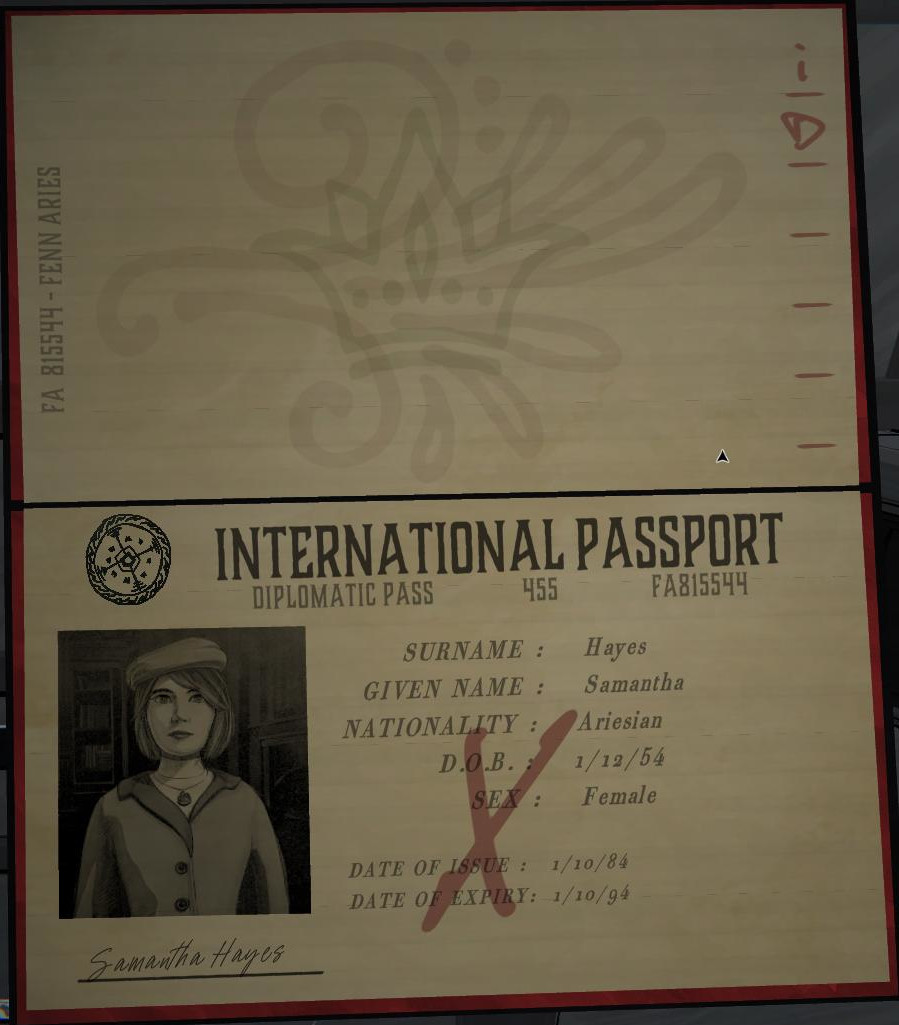 FA 815544 - FENN ARIES
INTERNATIONAL PASSPORT
DIPLOMATIC PASS 455 FA815544
SURNAME : Hayes
GIVEN NAME : Samantha
NATIONALITY : Ariesian
D.O.B. : 1/12/54
SEX : Female
X
DATE OF ISSUE : 1/10/84
DATE OF EXPIRY: 1/10/94
Samantha Hayes